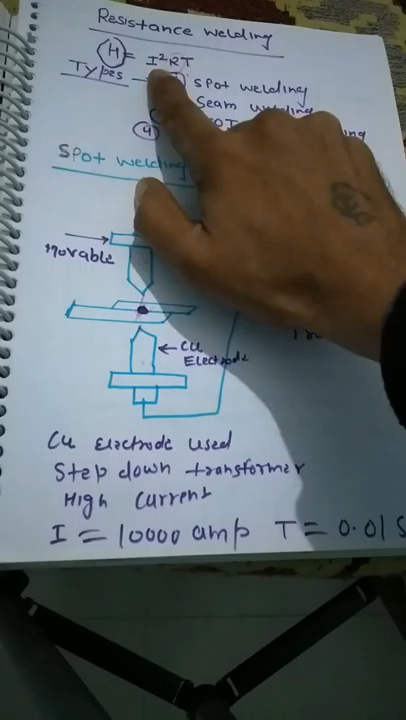 Resistance welding
H = I²RT
Types → spot welding
Seam
4
Spot welding
Movable
← Cu
Electrode
Cu Electrode used
Step down transformer
High Current
I = 10000 amp T = 0.01 S